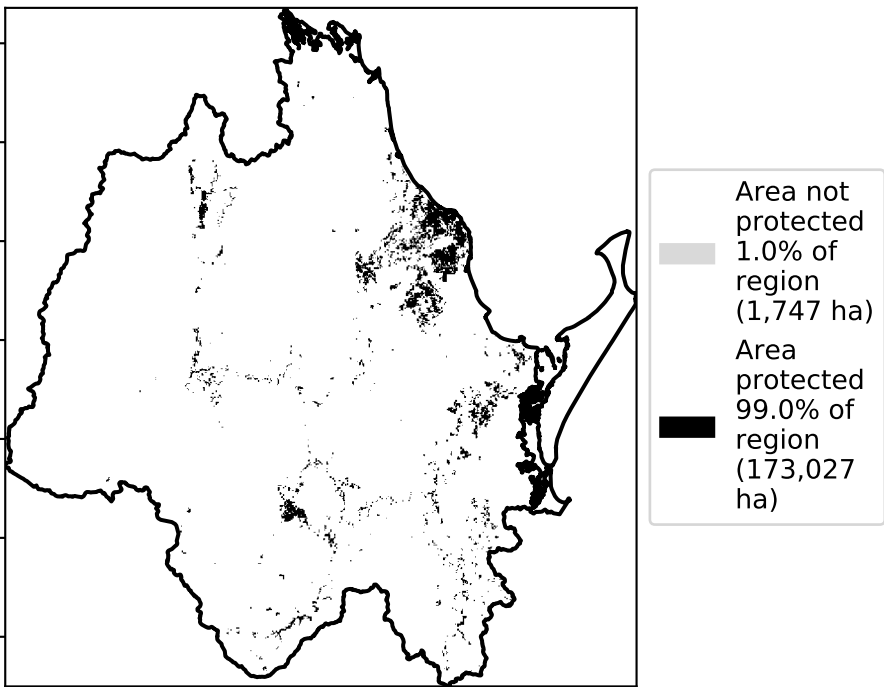 Area not
protected
1.0% of
region
(1,747 ha)
Area
protected
99.0% of
region
(173,027
ha)